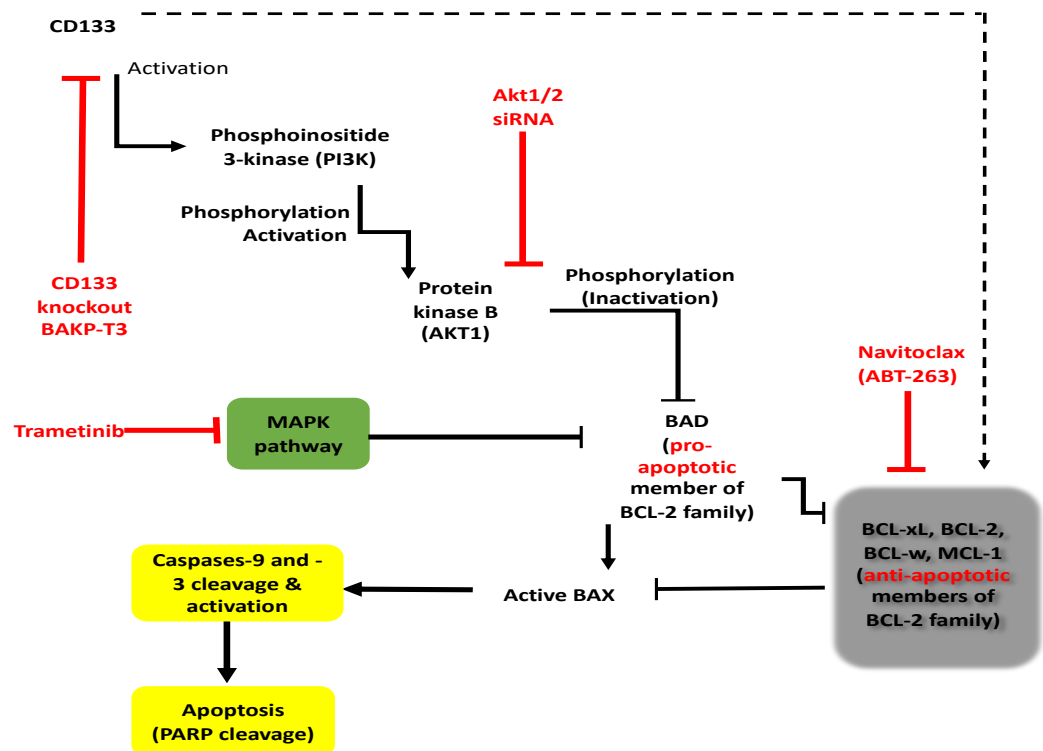 CD133
Activation
Akt1/2
siRNA
Phosphoinositide
3-kinase (PI3K)
Phosphorylation
Activation
CD133
knockout
BAKP-T3
Protein
kinase B
(AKT1)
Phosphorylation
(Inactivation)
Navitoclax
(ABT-263)
Trametinib
MAPK
pathway
BAD
(pro-
apoptotic
member of
BCL-2 family)
BCL-xL, BCL-2,
BCL-w, MCL-1
(anti-apoptotic
members of
BCL-2 family)
Caspases-9 and -
3 cleavage &
activation
Active BAX
Apoptosis
(PARP cleavage)